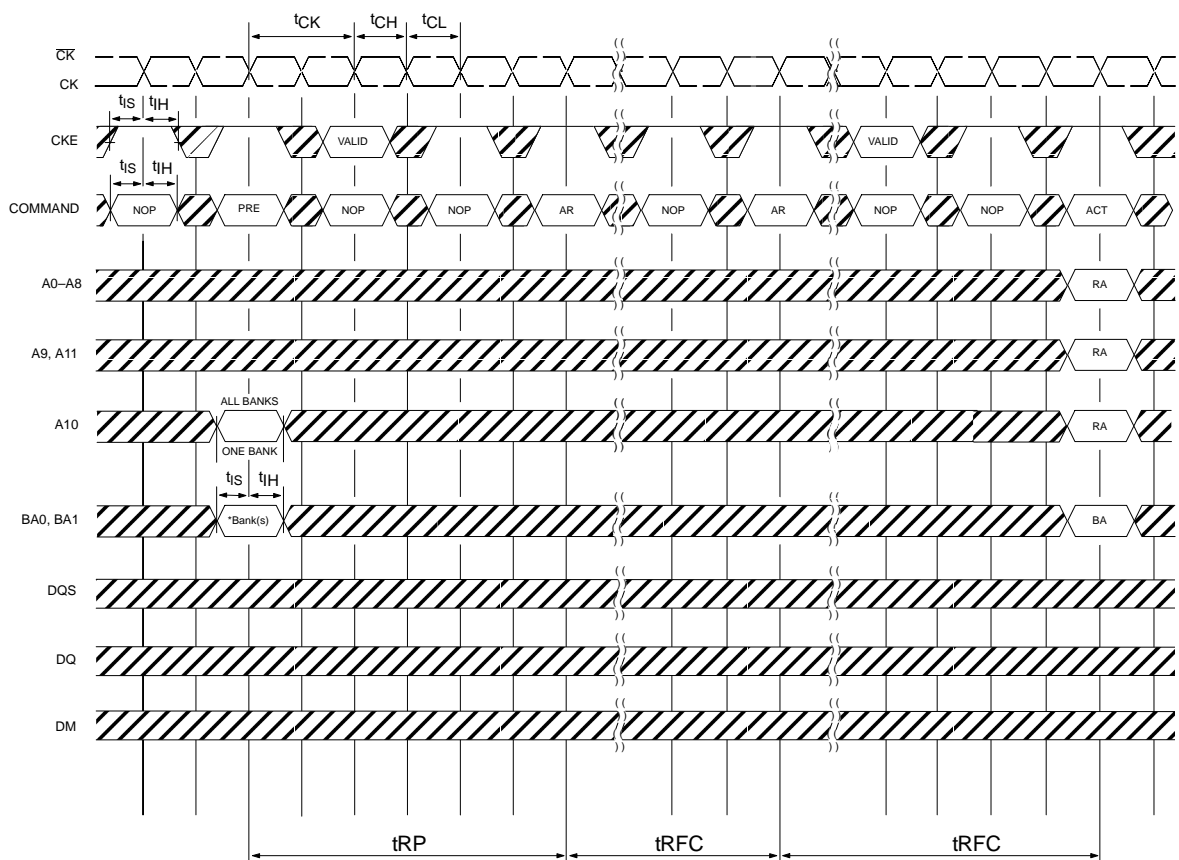 tCK tCH tCL
CK
CK
tIS tIH
CKE VALID VALID
tIS tIH
COMMAND NOP PRE NOP NOP AR NOP AR NOP NOP ACT
A0–A8 RA
A9, A11 RA
ALL BANKS
A10 RA
ONE BANK
tIS tIH
BA0, BA1 *Bank(s) BA
DQS
DQ
DM
tRP tRFC tRFC